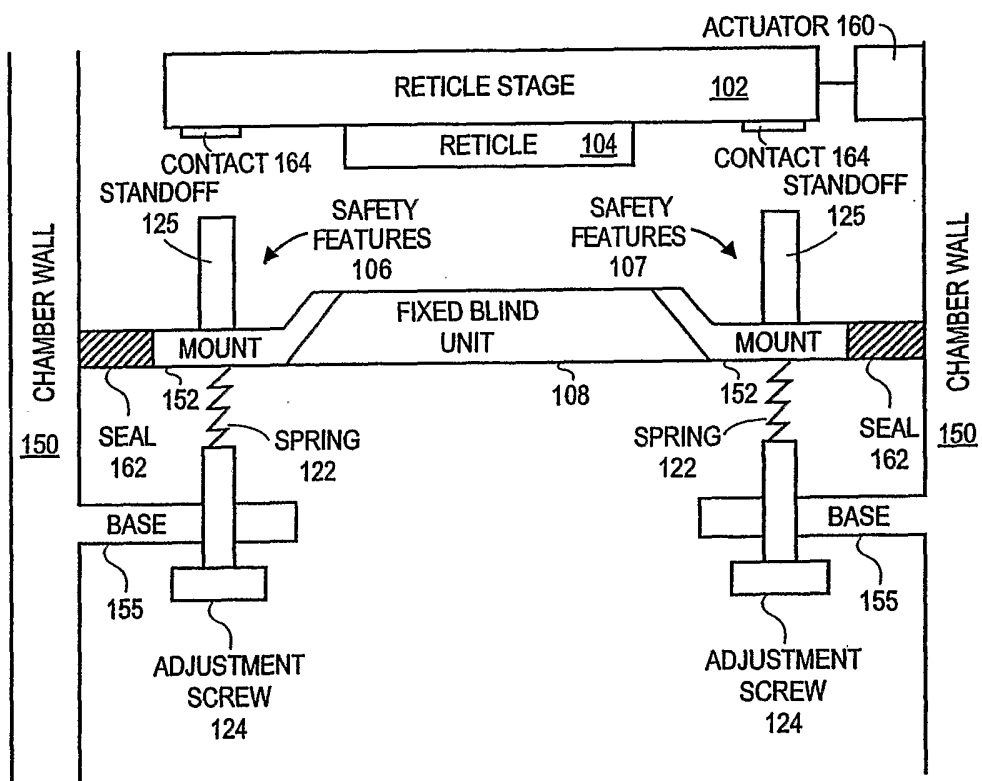 ACTUATOR 160
RETICLE STAGE 102
RETICLE 104
CONTACT 164
CONTACT 164
STANDOFF
125
STANDOFF
125
SAFETY
FEATURES
106
SAFETY
FEATURES
107
CHAMBER WALL
150
CHAMBER WALL
150
FIXED BLIND
UNIT
MOUNT
MOUNT
152
108
152
SEAL
162
SPRING
122
SPRING
122
SEAL
162
BASE
BASE
155
155
ADJUSTMENT
SCREW
124
ADJUSTMENT
SCREW
124